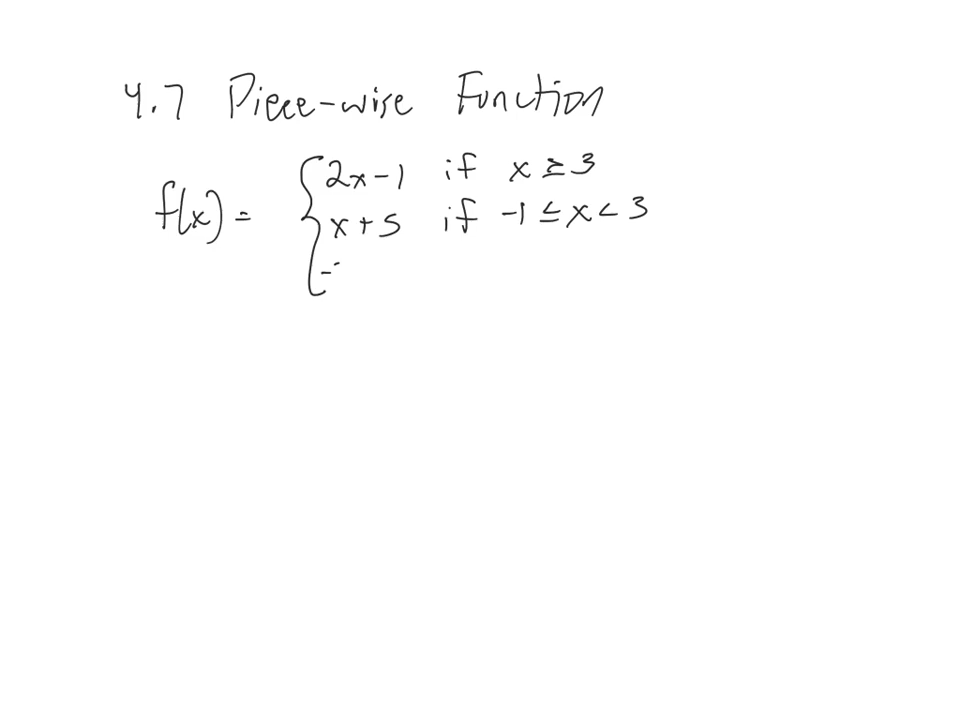 4.7 Piece-wise Function
f(x) = { 2x - 1 if x ≥ 3
x + 5 if -1 ≤ x < 3
-